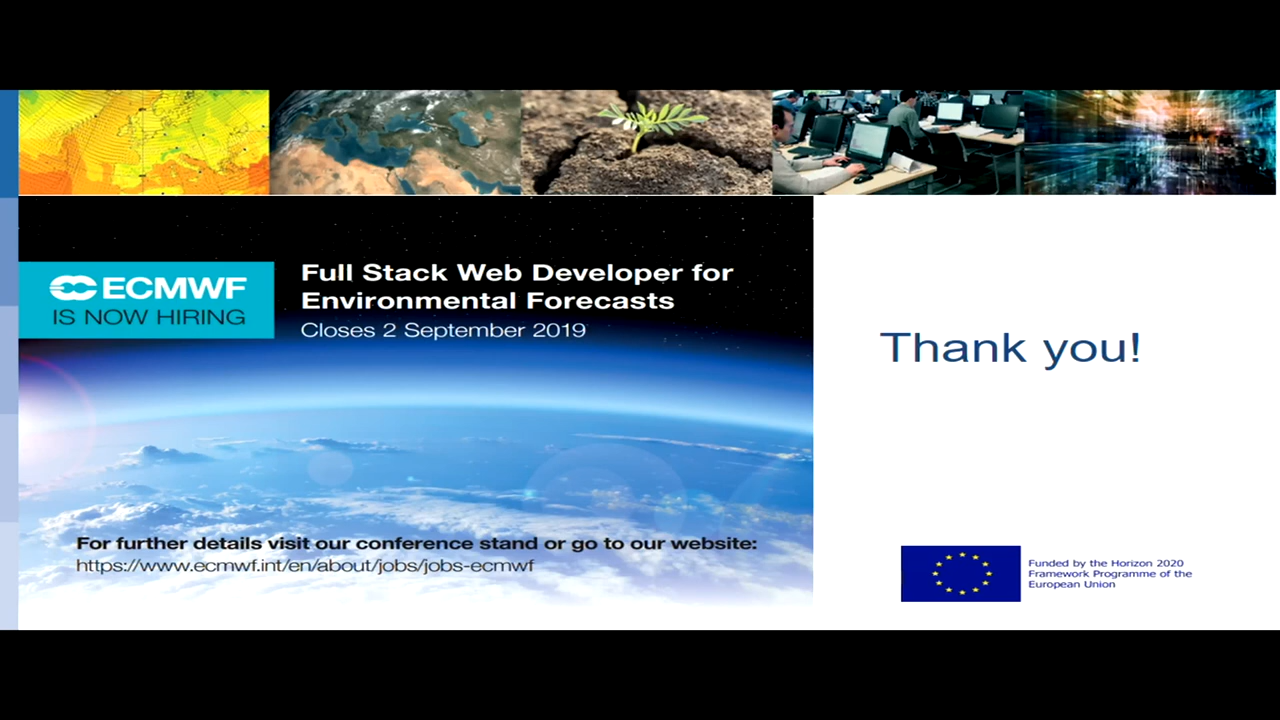 ECMWF
IS NOW HIRING
Full Stack Web Developer for
Environmental Forecasts
Closes 2 September 2019
Thank you!
For further details visit our conference stand or go to our website:
https://www.ecmwf.int/en/about/jobs/jobs-ecmwf
Funded by the Horizon 2020
Framework Programme of the
European Union